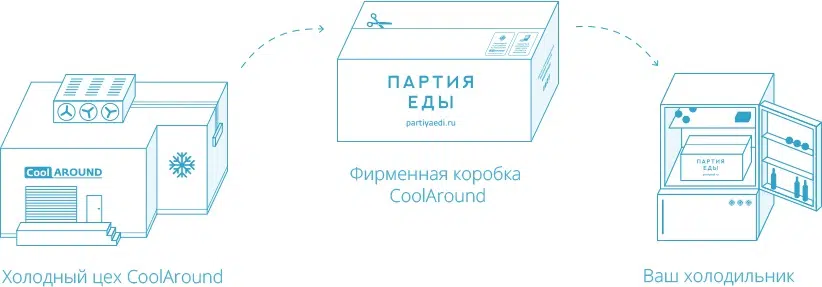 Cool AROUND
Холодный цех CoolAround
ПАРТИЯ
ЕДЫ
partiyaedi.ru
Фирменная коробка
CoolAround
ПАРТИЯ
ЕДЫ
Ваш холодильник